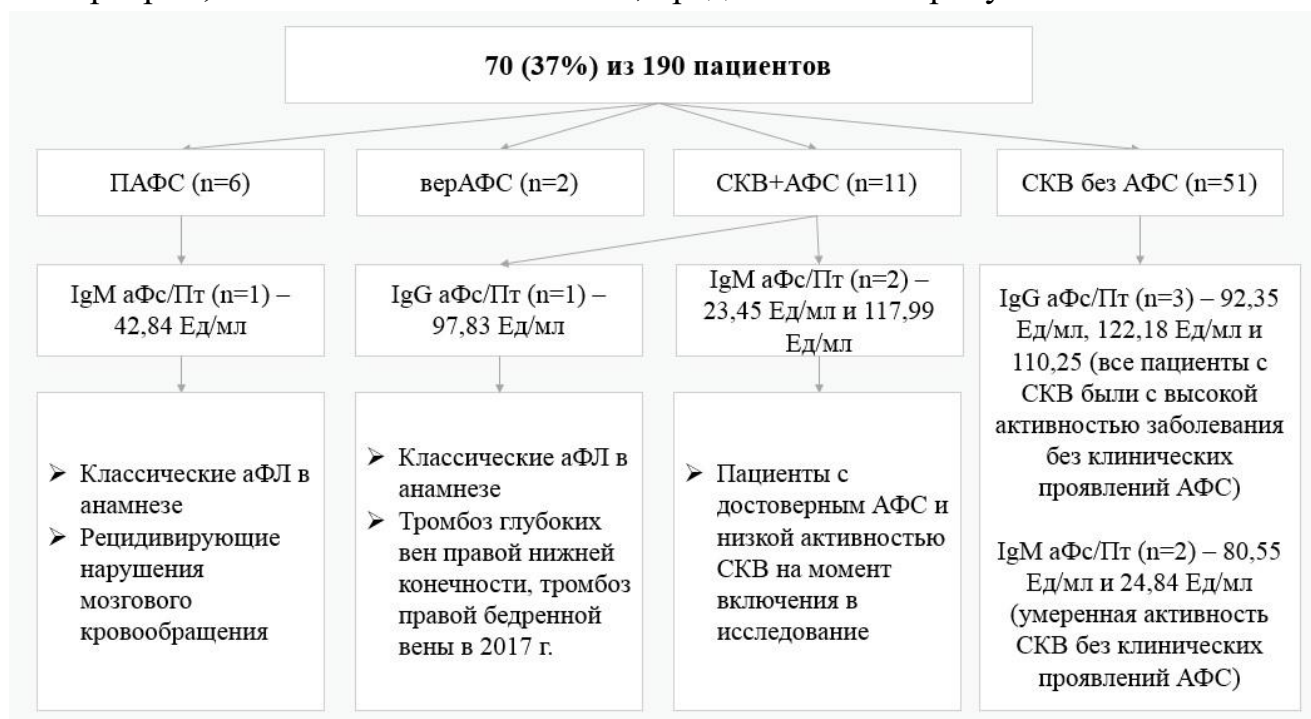 70 (37%) из 190 пациентов
ПАФС (n=6)
верАФС (n=2)
СКВ+АФС (n=11)
СКВ без АФС (n=51)
IgM аФс/Пт (n=1) –
42,84 Ед/мл
IgG аФс/Пт (n=1) –
97,83 Ед/мл
IgM аФс/Пт (n=2) –
23,45 Ед/мл и 117,99
Ед/мл
IgG аФс/Пт (n=3) – 92,35
Ед/мл, 122,18 Ед/мл и
110,25 (все пациенты с
СКВ были с высокой
активностью заболевания
без клинических
проявлений АФС)
IgM аФс/Пт (n=2) – 80,55
Ед/мл и 24,84 Ед/мл
(умеренная активность
СКВ без клинических
проявлений АФС)
➢ Классические аФЛ в
анамнезе
➢ Рецидивирующие
нарушения
мозгового
кровообращения
➢ Классические аФЛ в
анамнезе
➢ Тромбоз глубоких
вен правой нижней
конечности, тромбоз
правой бедренной
вены в 2017 г.
➢ Пациенты с
достоверным АФС и
низкой активностью
СКВ на момент
включения в
исследование